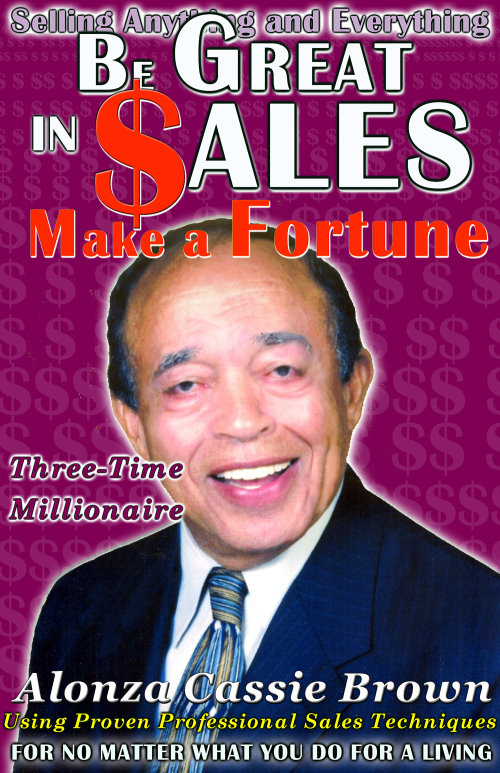 Selling Anything and Everything
BE GREAT
IN $ALES
Make a Fortune
Three-Time
Millionaire
Alonza Cassie Brown
Using Proven Professional Sales Techniques
FOR NO MATTER WHAT YOU DO FOR A LIVING